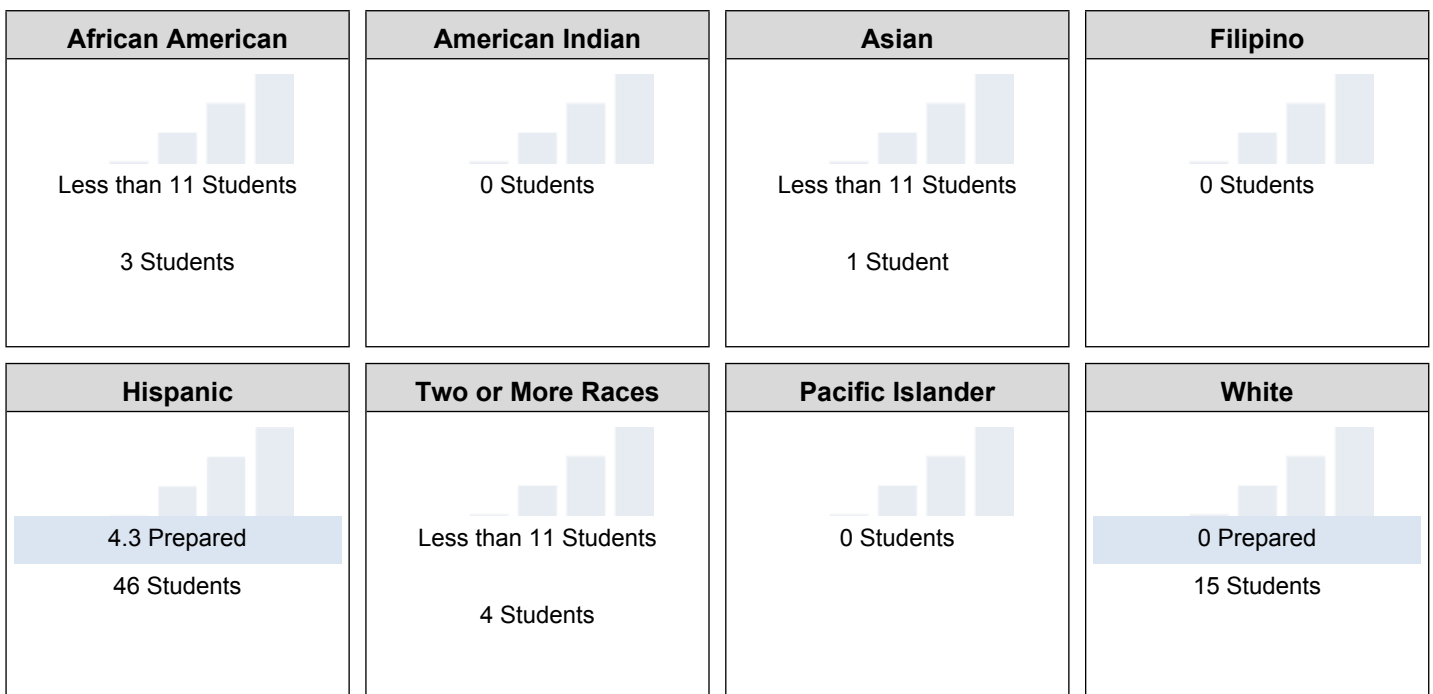 African American
Less than 11 Students
3 Students
American Indian
0 Students
Asian
Less than 11 Students
1 Student
Filipino
0 Students
Hispanic
4.3 Prepared
46 Students
Two or More Races
Less than 11 Students
4 Students
Pacific Islander
0 Students
White
0 Prepared
15 Students